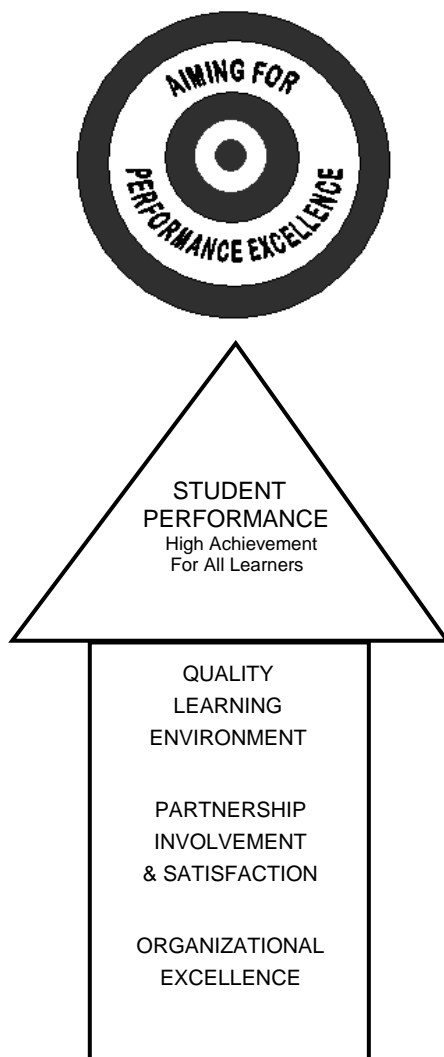 AIMING FOR
PERFORMANCE EXCELLENCE
STUDENT
PERFORMANCE
High Achievement
For All Learners
QUALITY
LEARNING
ENVIRONMENT
PARTNERSHIP
INVOLVEMENT
& SATISFACTION
ORGANIZATIONAL
EXCELLENCE